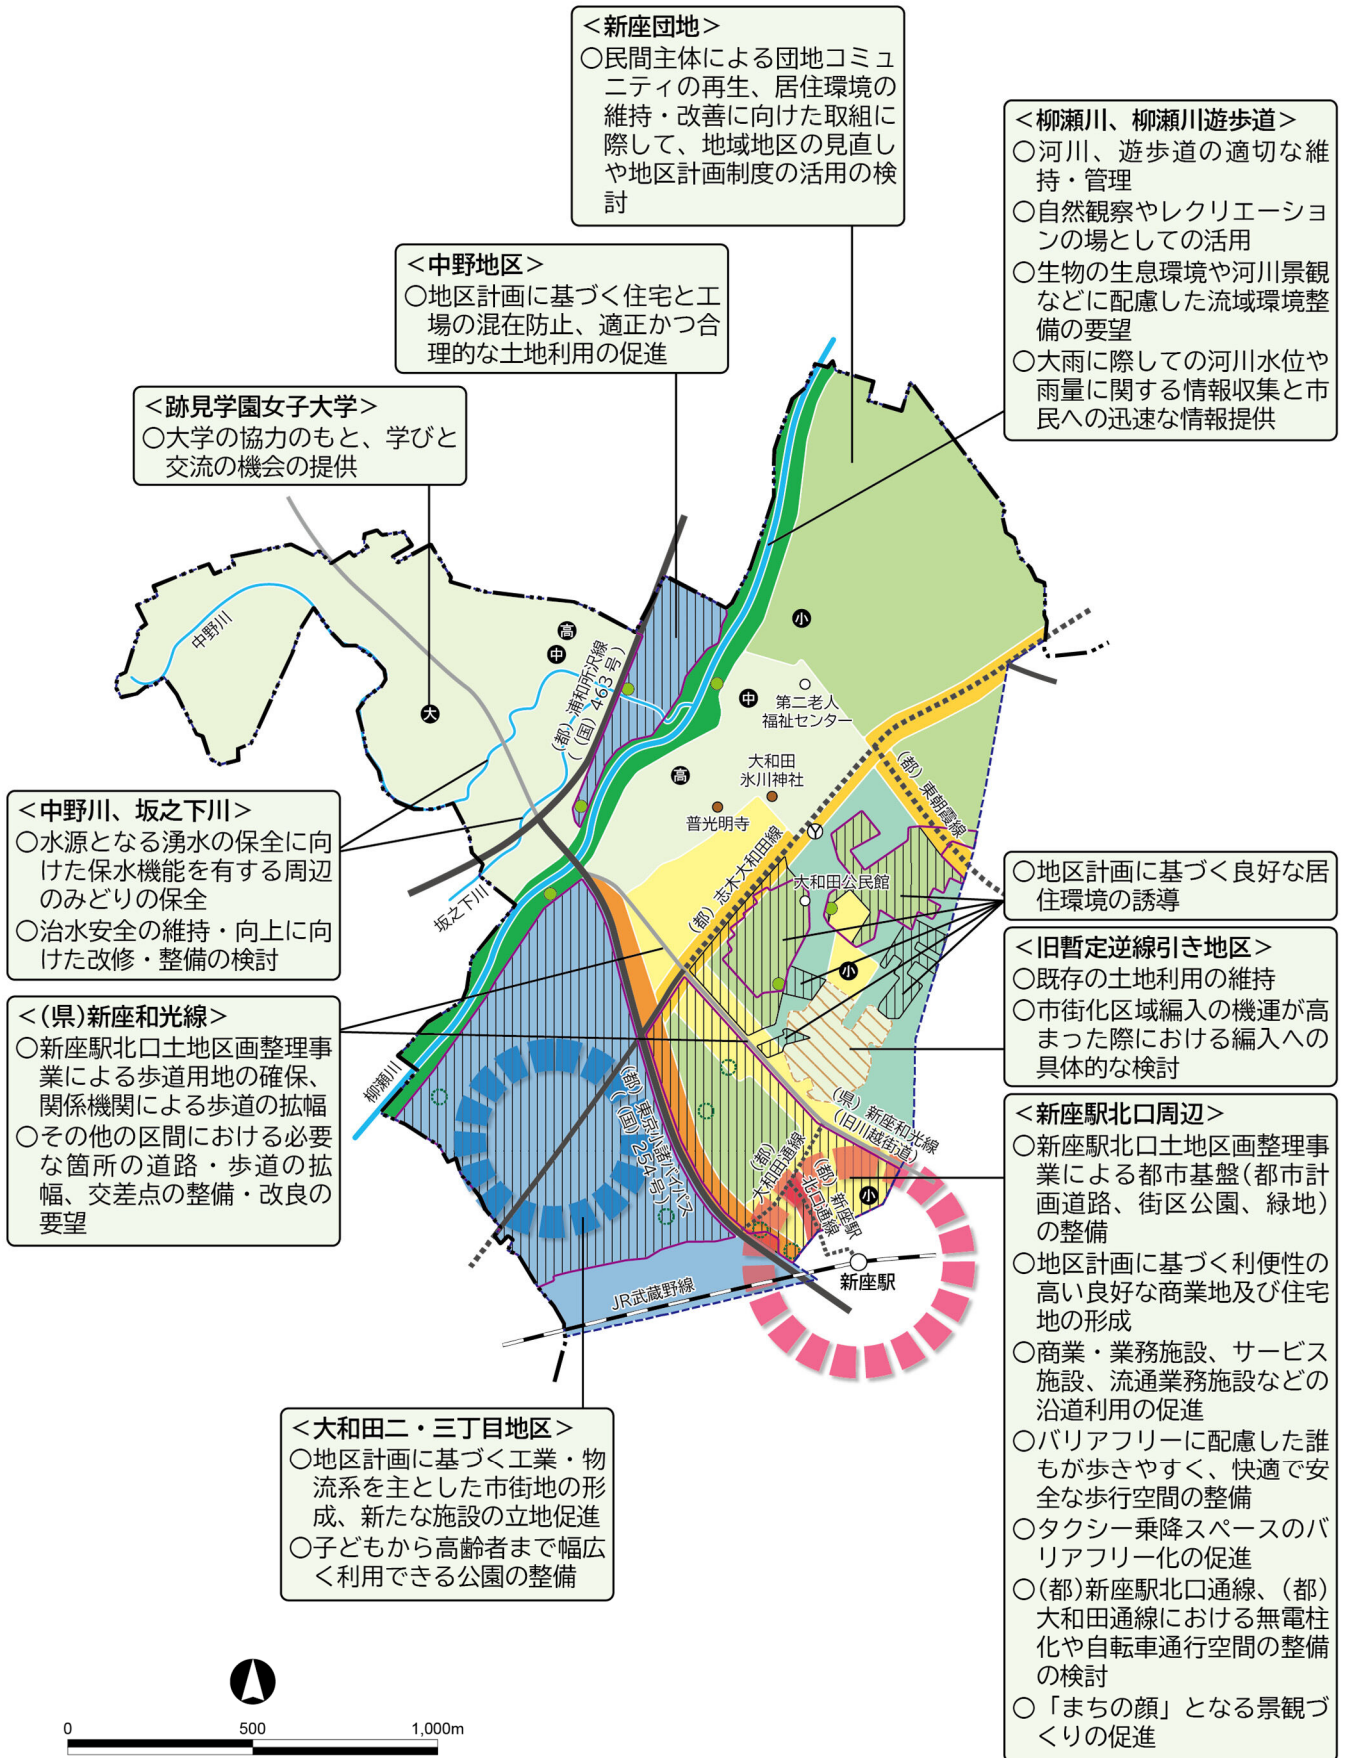 ＜新座団地＞
○民間主体による団地コミュ
ニティの再生、居住環境の
維持・改善に向けた取組に
際して、地域地区の見直し
や地区計画制度の活用の検
討
＜柳瀬川、柳瀬川遊歩道＞
○河川、遊歩道の適切な維
持・管理
○自然観察やレクリエーショ
ンの場としての活用
○生物の生息環境や河川景観
などに配慮した流域環境整
備の要望
○大雨に際しての河川水位や
雨量に関する情報収集と市
民への迅速な情報提供
＜中野地区＞
○地区計画に基づく住宅と工
場の混在防止、適正かつ合
理的な土地利用の促進
＜跡見学園女子大学＞
○大学の協力のもと、学びと
交流の機会の提供
中野川
高
中
大
（都）浦和所沢線
（（国）463号）
小
中
第二老人
福祉センター
高
大和田
氷川神社
普光明寺
（都）東朝霞線
（都）志木大和田線
Y
大和田公民館
小
坂之下川
柳瀬川
＜中野川、坂之下川＞
○水源となる湧水の保全に向
けた保水機能を有する周辺
のみどりの保全
○治水安全の維持・向上に向
けた改修・整備の検討
＜(県)新座和光線＞
○新座駅北口土地区画整理事
業による歩道用地の確保、
関係機関による歩道の拡幅
○その他の区間における必要
な箇所の道路・歩道の拡
幅、交差点の整備・改良の
要望
○地区計画に基づく良好な居
住環境の誘導
＜旧暫定逆線引き地区＞
○既存の土地利用の維持
○市街化区域編入の機運が高
まった際における編入への
具体的な検討
＜新座駅北口周辺＞
○新座駅北口土地区画整理事
業による都市基盤(都市計
画道路、街区公園、緑地)
の整備
○地区計画に基づく利便性の
高い良好な商業地及び住宅
地の形成
○商業・業務施設、サービス
施設、流通業務施設などの
沿道利用の促進
○バリアフリーに配慮した誰
もが歩きやすく、快適で安
全な歩行空間の整備
○タクシー乗降スペースのバ
リアフリー化の促進
○(都)新座駅北口通線、(都)
大和田通線における無電柱
化や自転車通行空間の整備
の検討
○「まちの顔」となる景観づ
くりの促進
（都）東京小諸バイパス
（（国）254号）
（県）新座和光線
（旧川越街道）
（都）
大和田通線
（都）新座駅
北口通線
小
新座駅
JR武蔵野線
＜大和田二・三丁目地区＞
○地区計画に基づく工業・物
流系を主とした市街地の形
成、新たな施設の立地促進
○子どもから高齢者まで幅広
く利用できる公園の整備
0 500 1,000m